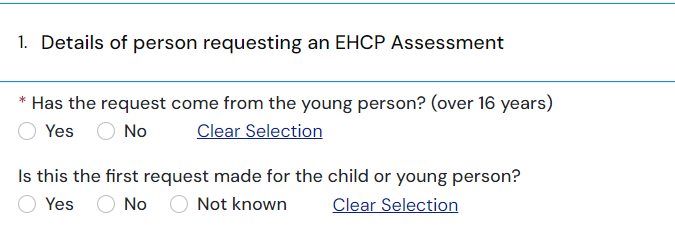 1. Details of person requesting an EHCP Assessment
* Has the request come from the young person? (over 16 years)
Yes No Clear Selection
Is this the first request made for the child or young person?
Yes No Not known Clear Selection